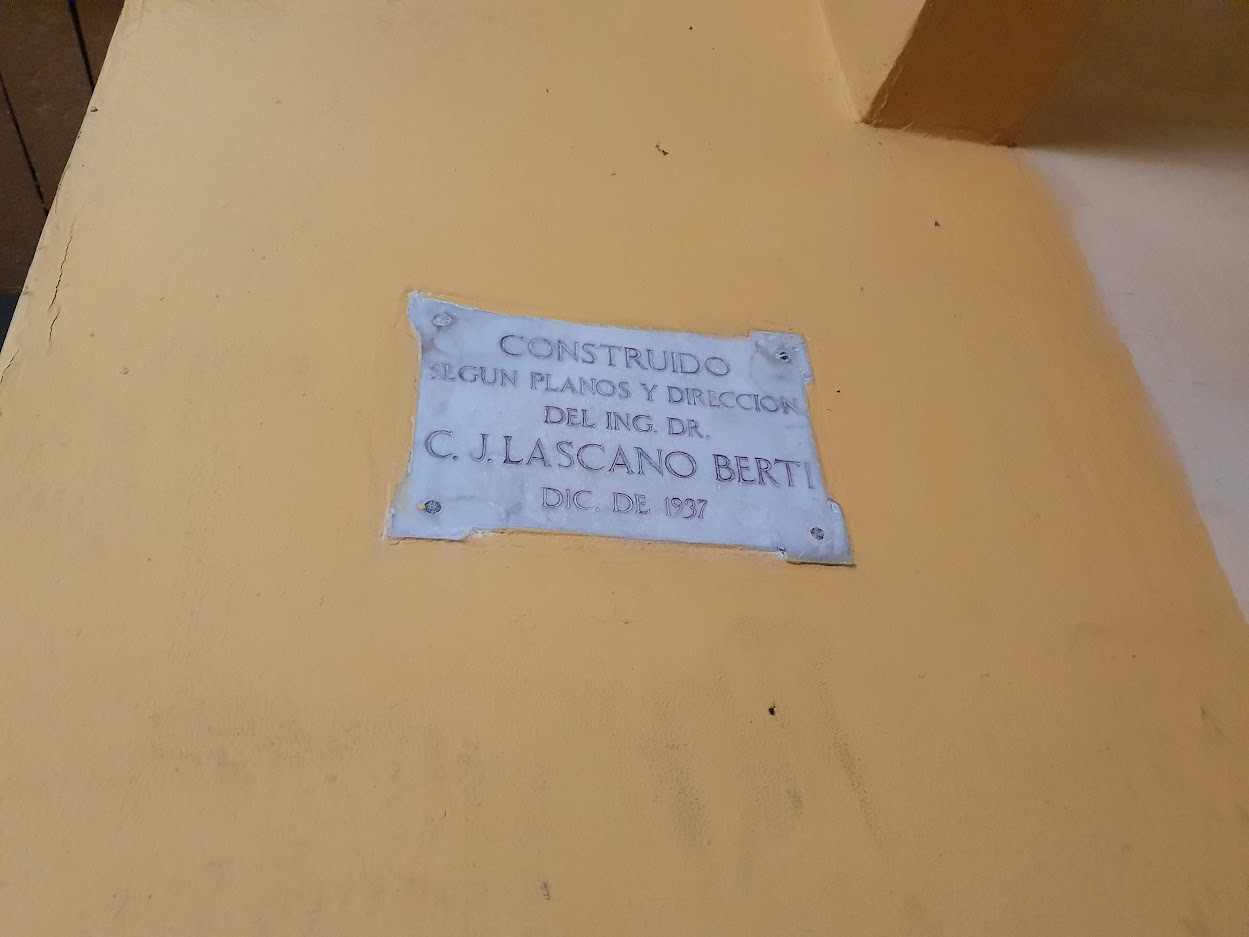 CONSTRUIDO
SEGUN PLANOS Y DIRECCION
DEL ING. DR.
C. J. LASCANO BERTI
DIC. DE 1937